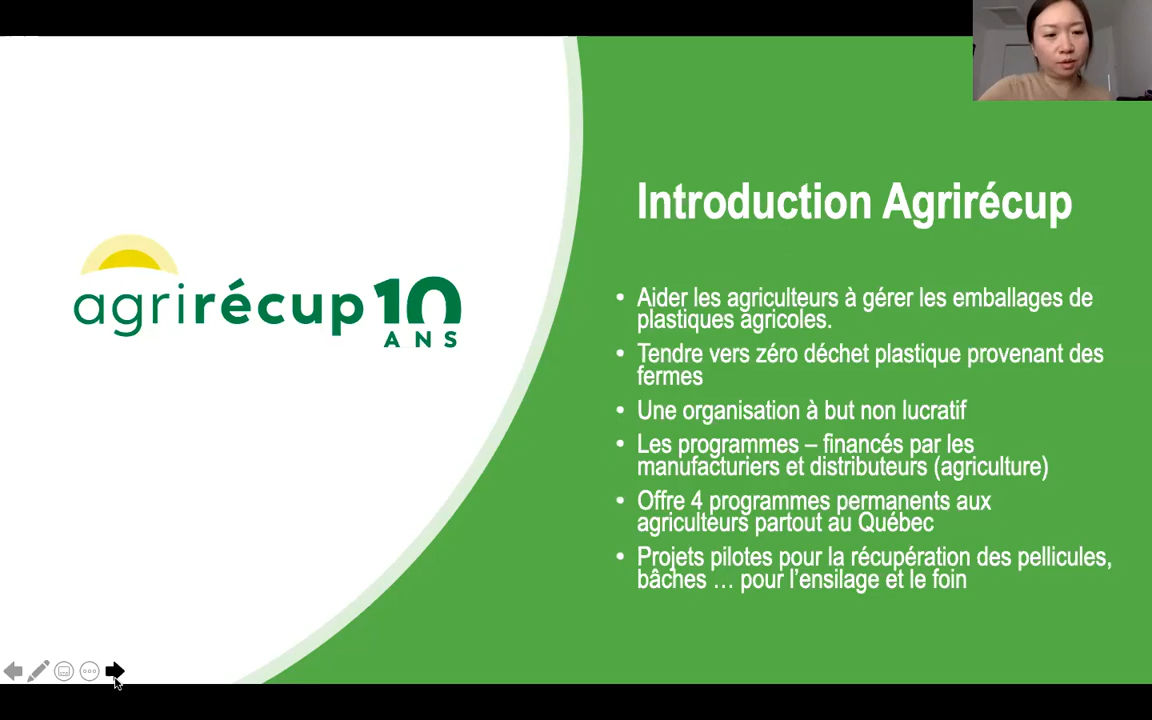 Introduction Agrirécup
agrirécup 10
ANS
• Aider les agriculteurs à gérer les emballages de
plastiques agricoles.
• Tendre vers zéro déchet plastique provenant des
fermes
• Une organisation à but non lucratif
• Les programmes – financés par les
manufacturiers et distributeurs (agriculture)
• Offre 4 programmes permanents aux
agriculteurs partout au Québec
• Projets pilotes pour la récupération des pellicules,
bâches … pour l’ensilage et le foin